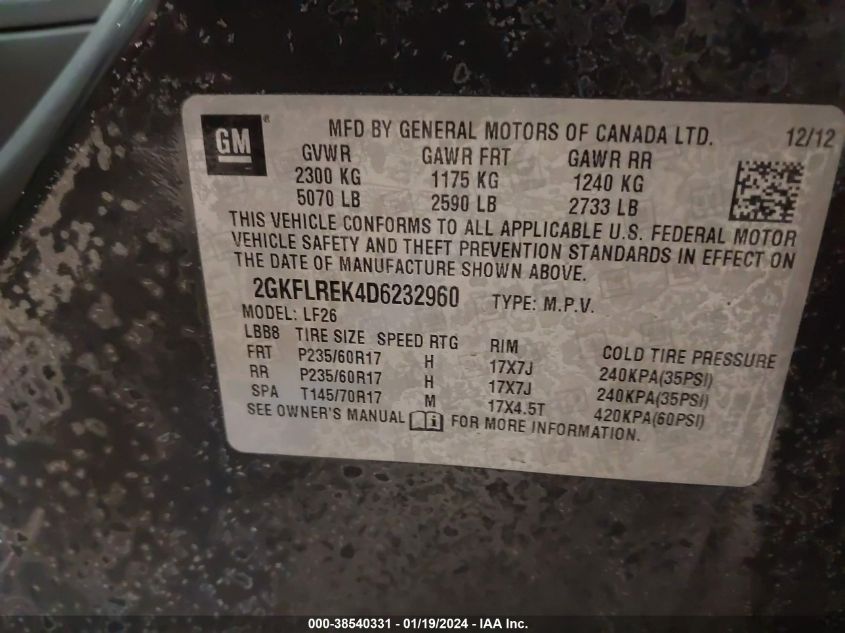 GM ®
MFD BY GENERAL MOTORS OF CANADA LTD. 12/12
GVWR GAWR FRT GAWR RR
2300 KG 1175 KG 1240 KG
5070 LB 2590 LB 2733 LB
THIS VEHICLE CONFORMS TO ALL APPLICABLE U.S. FEDERAL MOTOR
VEHICLE SAFETY AND THEFT PREVENTION STANDARDS IN EFFECT ON
THE DATE OF MANUFACTURE SHOWN ABOVE.
2GKFLREK4D6232960 TYPE: M.P.V.
MODEL: LF26
LBB8 TIRE SIZE SPEED RTG RIM COLD TIRE PRESSURE
FRT P235/60R17 H 17X7J 240KPA(35PSI)
RR P235/60R17 H 17X7J 240KPA(35PSI)
SPA T145/70R17 M 17X4.5T 420KPA(60PSI)
SEE OWNER'S MANUAL FOR MORE INFORMATION.
000-38540331 - 01/19/2024 - IAA Inc.